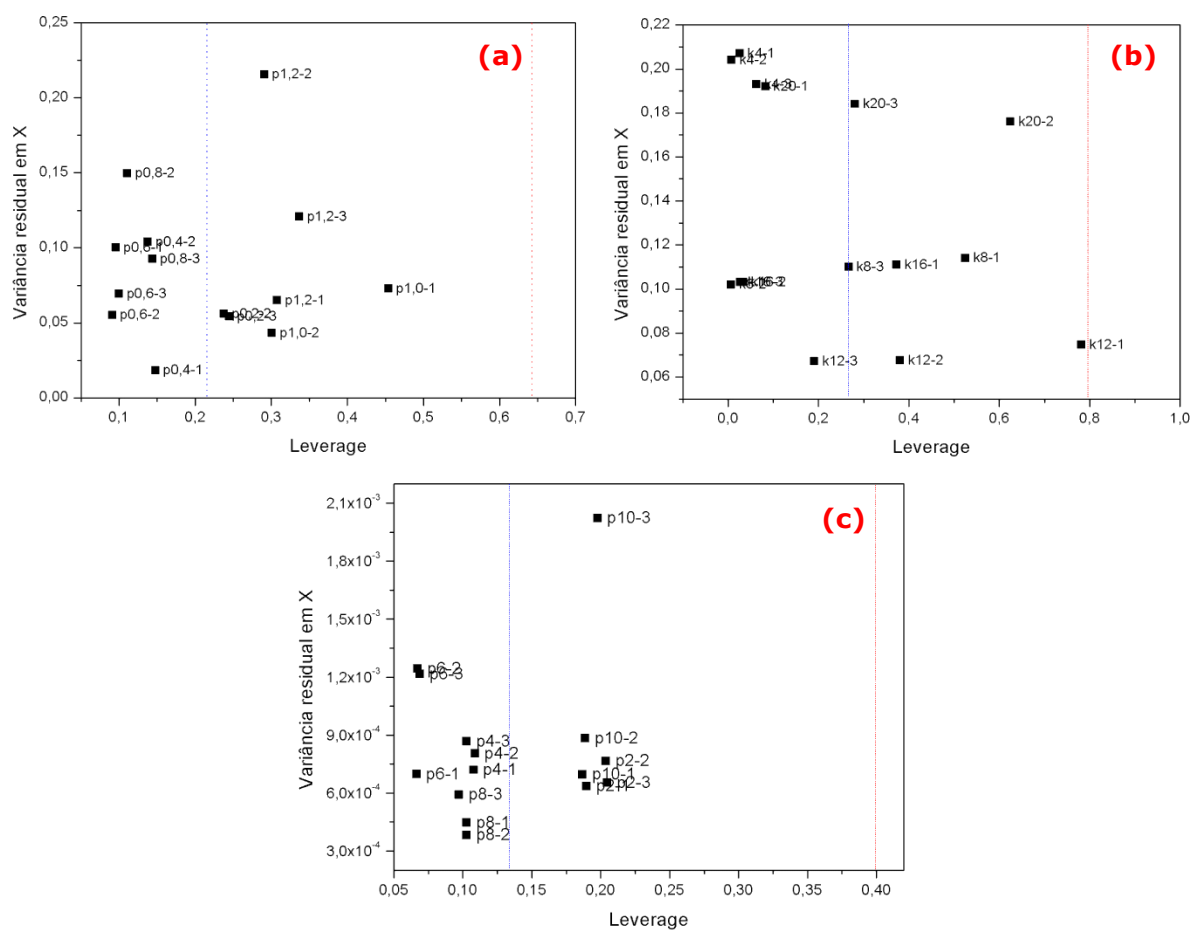 (a)
Variância residual em X
0,25
0,20
0,15
0,10
0,05
0,00
p1,2-2
p0,8-2
p1,2-3
p0,4-2
p0,8-3
p0,6-3
p1,0-1
p1,2-1
p0,6-2
p0,2-3
p1,0-2
p0,4-1
0,1
0,2
0,3
0,4
0,5
0,6
0,7
Leverage
(b)
Variância residual em X
0,22
0,20
0,18
0,16
0,14
0,12
0,10
0,08
0,06
k4-1
k4-2
k4-3
k20-1
k20-3
k20-2
k8-1
k16-1
k8-3
k12-1
k12-3
k12-2
0,0
0,2
0,4
0,6
0,8
1,0
Leverage
(c)
Variância residual em X
2,1x10⁻³
1,8x10⁻³
1,5x10⁻³
1,2x10⁻³
9,0x10⁻⁴
6,0x10⁻⁴
3,0x10⁻⁴
p10-3
p6-2
p6-3
p4-3
p10-2
p4-2
p2-2
p4-1
p6-1
p10-1
p2-3
p8-3
p8-1
p8-2
0,05
0,10
0,15
0,20
0,25
0,30
0,35
0,40
Leverage